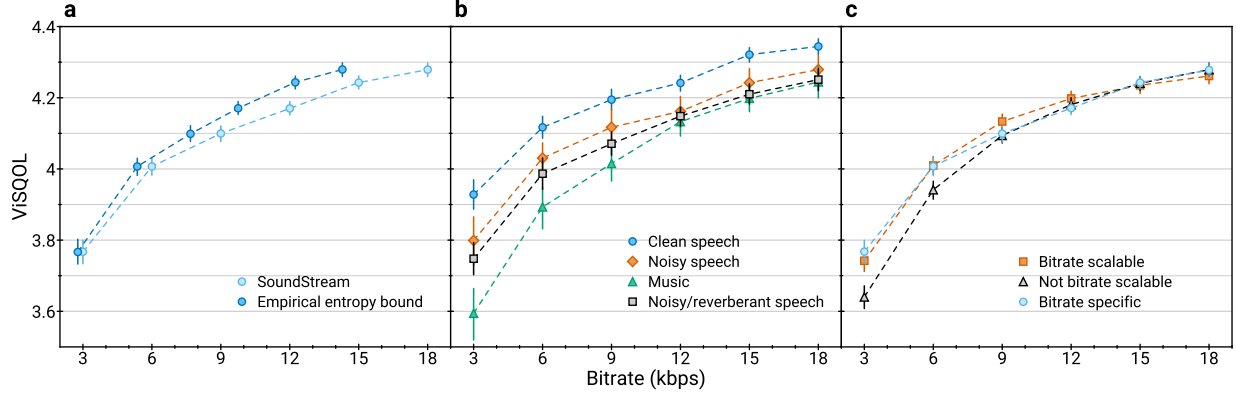 a
b
c
ViSQOL
4.4
4.2
4
3.8
3.6
SoundStream
Empirical entropy bound
3 6 9 12 15 18
Clean speech
Noisy speech
Music
Noisy/reverberant speech
3 6 9 12 15 18
Bitrate (kbps)
Bitrate scalable
Not bitrate scalable
Bitrate specific
3 6 9 12 15 18